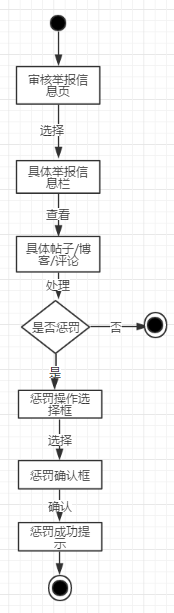 审核举报信
息页
选择
具体举报信
息栏
查看
具体帖子/博
客/评论
处理
是否惩罚
否
是
惩罚操作选
择框
选择
惩罚确认框
确认
惩罚成功提
示